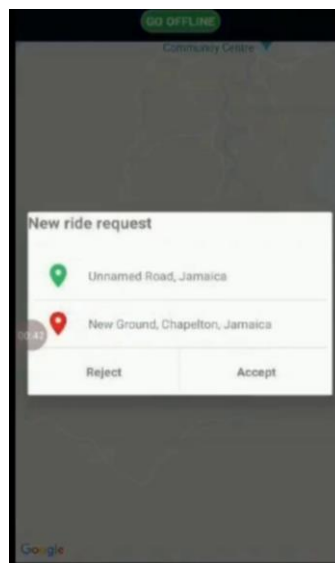 GO OFFLINE
Community Centre
New ride request
Unnamed Road, Jamaica
New Ground, Chapelton, Jamaica
00:42
Reject Accept
Google